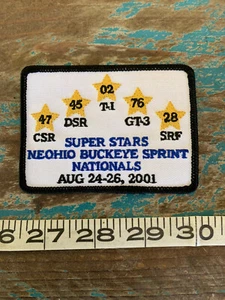 02
45 T-1 76
47 DSR GT-3 28
CSR SRF
SUPER STARS
NEOHIO BUCKEYE SPRINT
NATIONALS
AUG 24-26, 2001
6 27 28 29 30